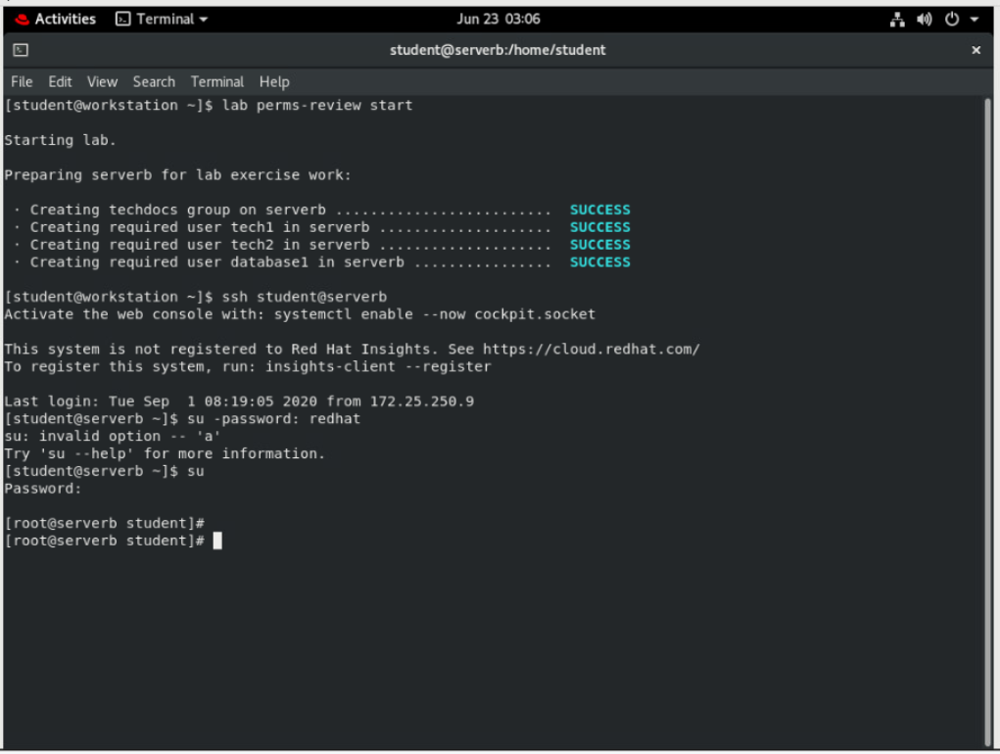 Activities Terminal Jun 23 03:06
student@serverb:/home/student ×
File Edit View Search Terminal Help
[student@workstation ~]$ lab perms-review start
Starting lab.
Preparing serverb for lab exercise work:
· Creating techdocs group on serverb ......................... SUCCESS
· Creating required user tech1 in serverb .................... SUCCESS
· Creating required user tech2 in serverb .................... SUCCESS
· Creating required user database1 in serverb ................ SUCCESS
[student@workstation ~]$ ssh student@serverb
Activate the web console with: systemctl enable --now cockpit.socket
This system is not registered to Red Hat Insights. See https://cloud.redhat.com/
To register this system, run: insights-client --register
Last login: Tue Sep  1 08:19:05 2020 from 172.25.250.9
[student@serverb ~]$ su -password: redhat
su: invalid option -- 'a'
Try 'su --help' for more information.
[student@serverb ~]$ su
Password:
[root@serverb student]#
[root@serverb student]#